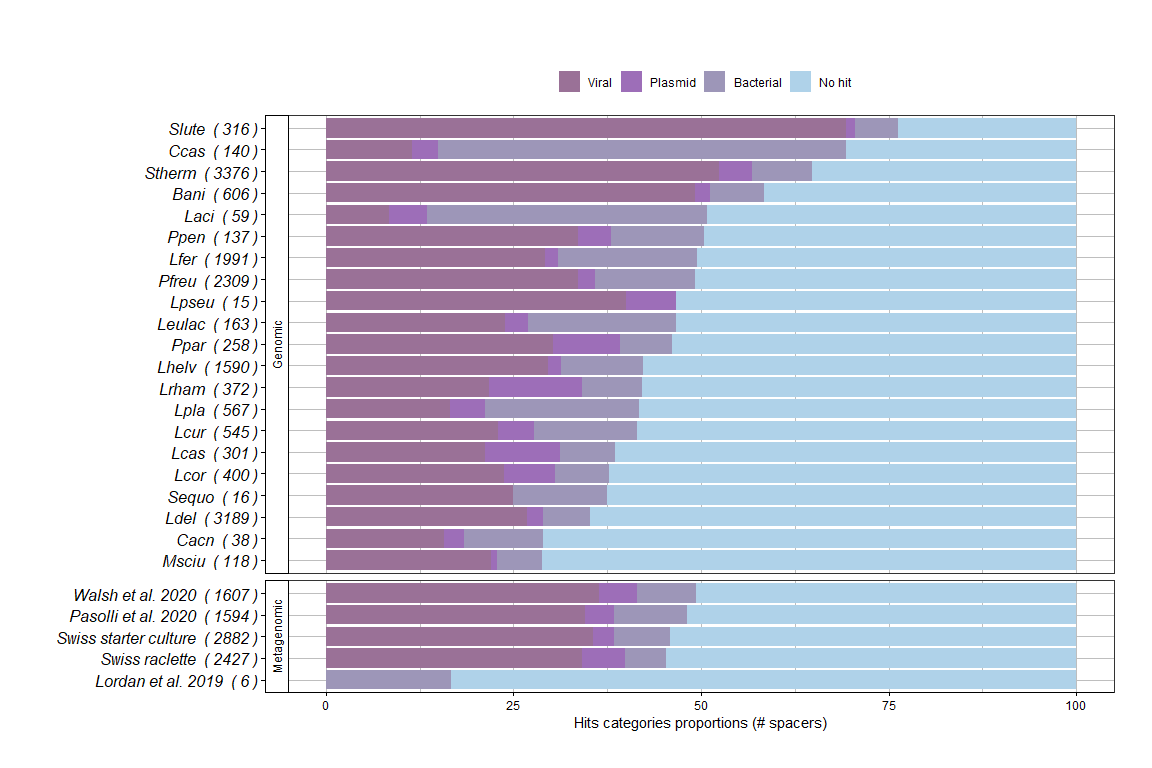 Viral Plasmid Bacterial No hit
Slute ( 316 )
Ccas ( 140 )
Stherm ( 3376 )
Bani ( 606 )
Laci ( 59 )
Ppen ( 137 )
Lfer ( 1991 )
Pfreu ( 2309 )
Lpseu ( 15 )
Leulac ( 163 )
Ppar ( 258 )
Lhelv ( 1590 )
Lrham ( 372 )
Lpla ( 567 )
Lcur ( 545 )
Lcas ( 301 )
Lcor ( 400 )
Sequo ( 16 )
Ldel ( 3189 )
Cacn ( 38 )
Msciu ( 118 )
Genomic
Walsh et al. 2020 ( 1607 )
Pasolli et al. 2020 ( 1594 )
Swiss starter culture ( 2882 )
Swiss raclette ( 2427 )
Lordan et al. 2019 ( 6 )
Metagenomic
0 25 50 75 100
Hits categories proportions (# spacers)